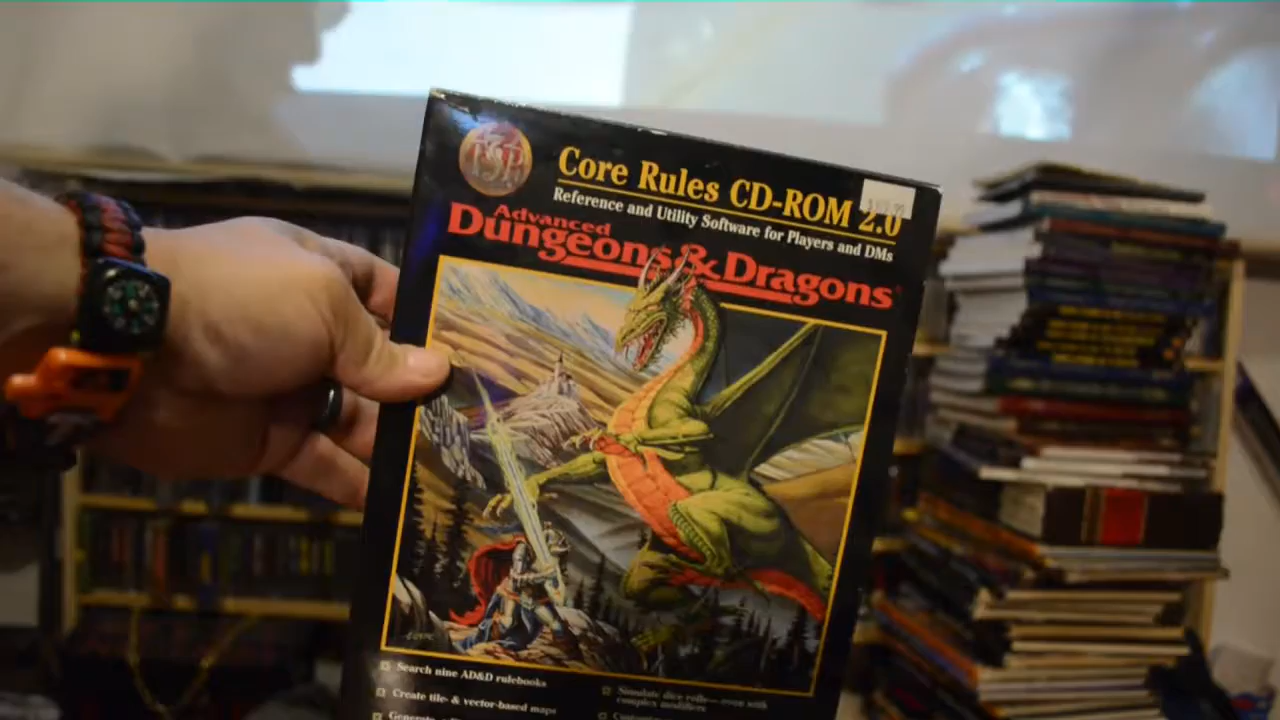 TSR
Core Rules CD-ROM 2.0
Reference and Utility Software for Players and DMs
Advanced
Dungeons & Dragons
Search nine AD&D rulebooks
Create tile- & vector-based maps
Simulate dice rolls—even with
complex modifiers